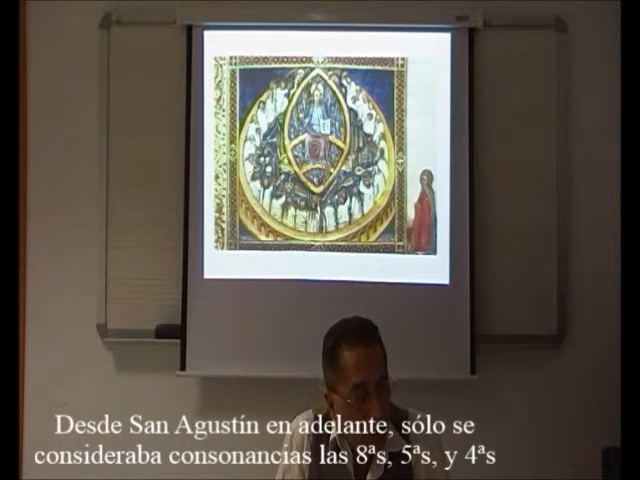 Desde San Agustín en adelante, sólo se
consideraba consonancias las 8ªs, 5ªs, y 4ªs